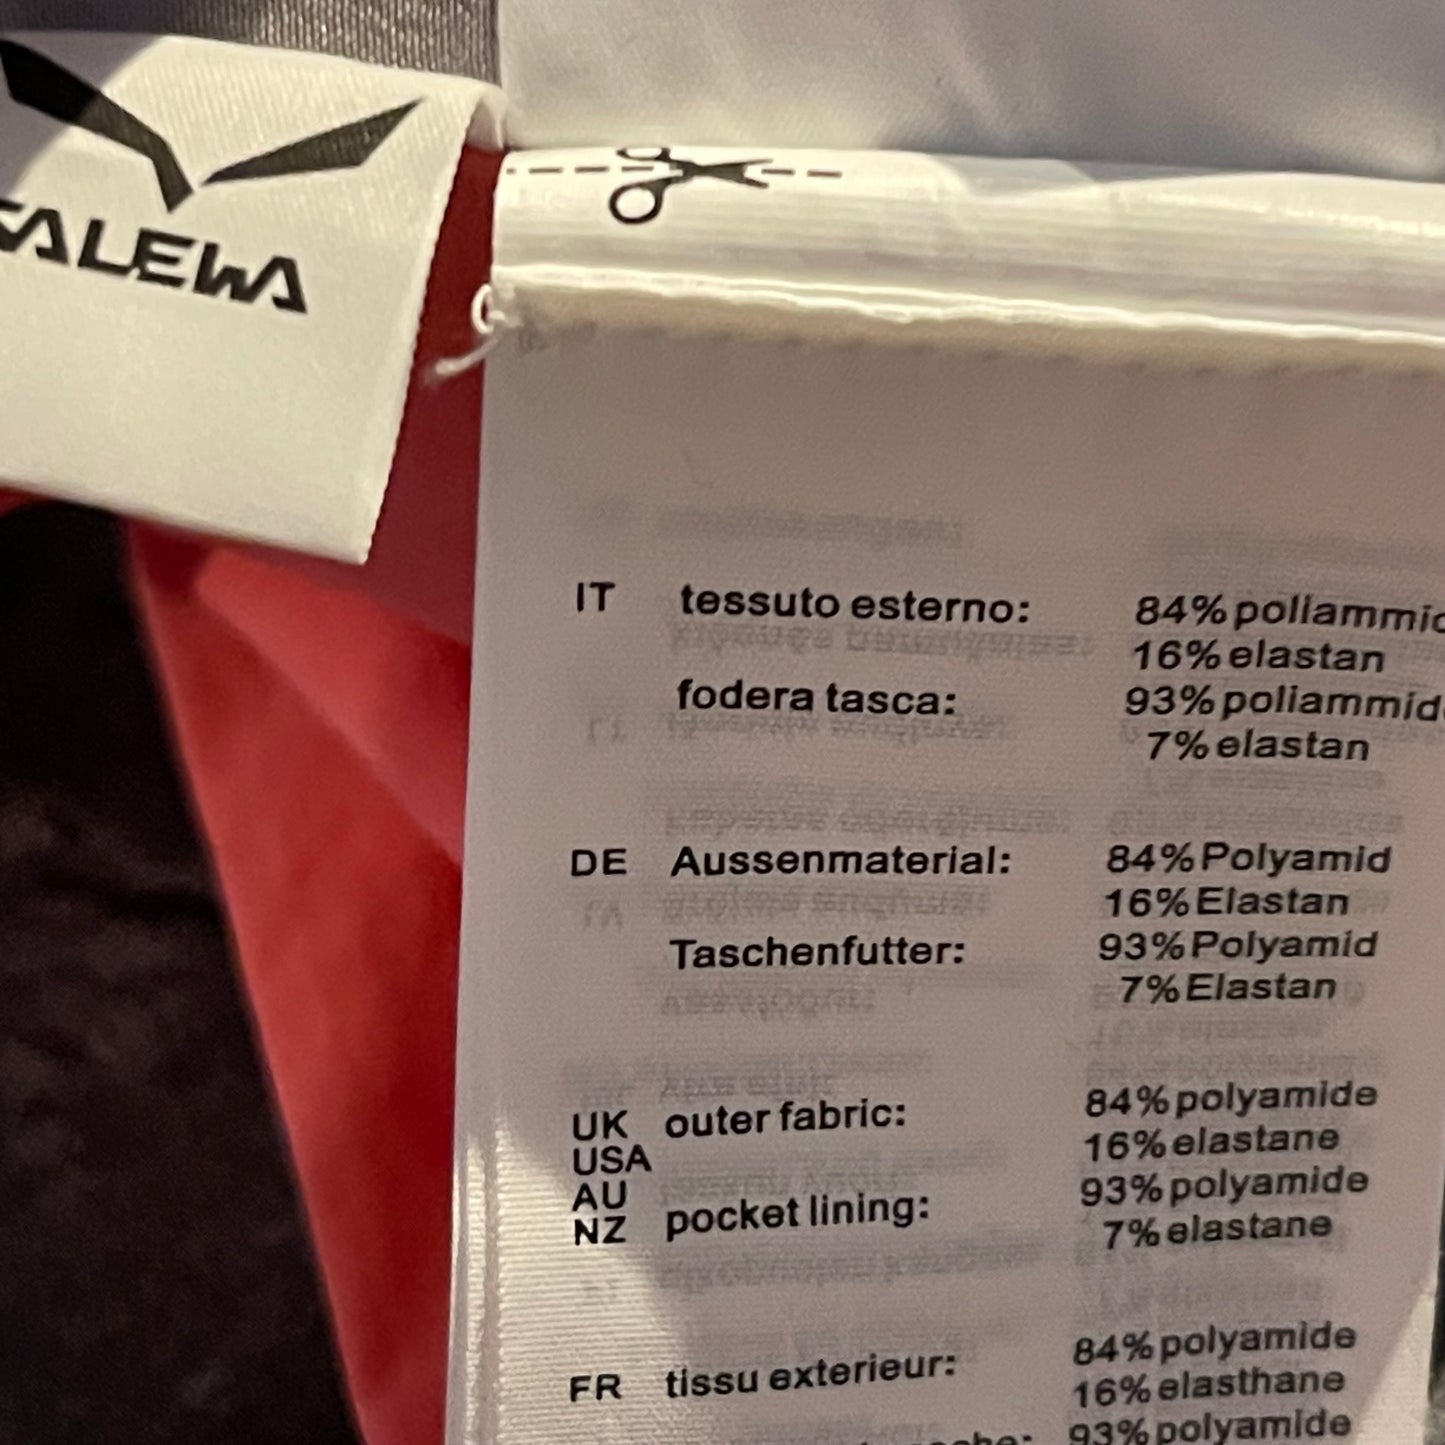 SALEWA
IT tessuto esterno: 84% poliammid
16% elastan
fodera tasca: 93% poliammid
7% elastan
DE Aussenmaterial: 84% Polyamid
16% Elastan
Taschenfutter: 93% Polyamid
7% Elastan
UK outer fabric: 84% polyamide
USA 16% elastane
AU 93% polyamide
NZ pocket lining: 7% elastane
FR tissu exterieur: 84% polyamide
16% elasthane
93% polyamide